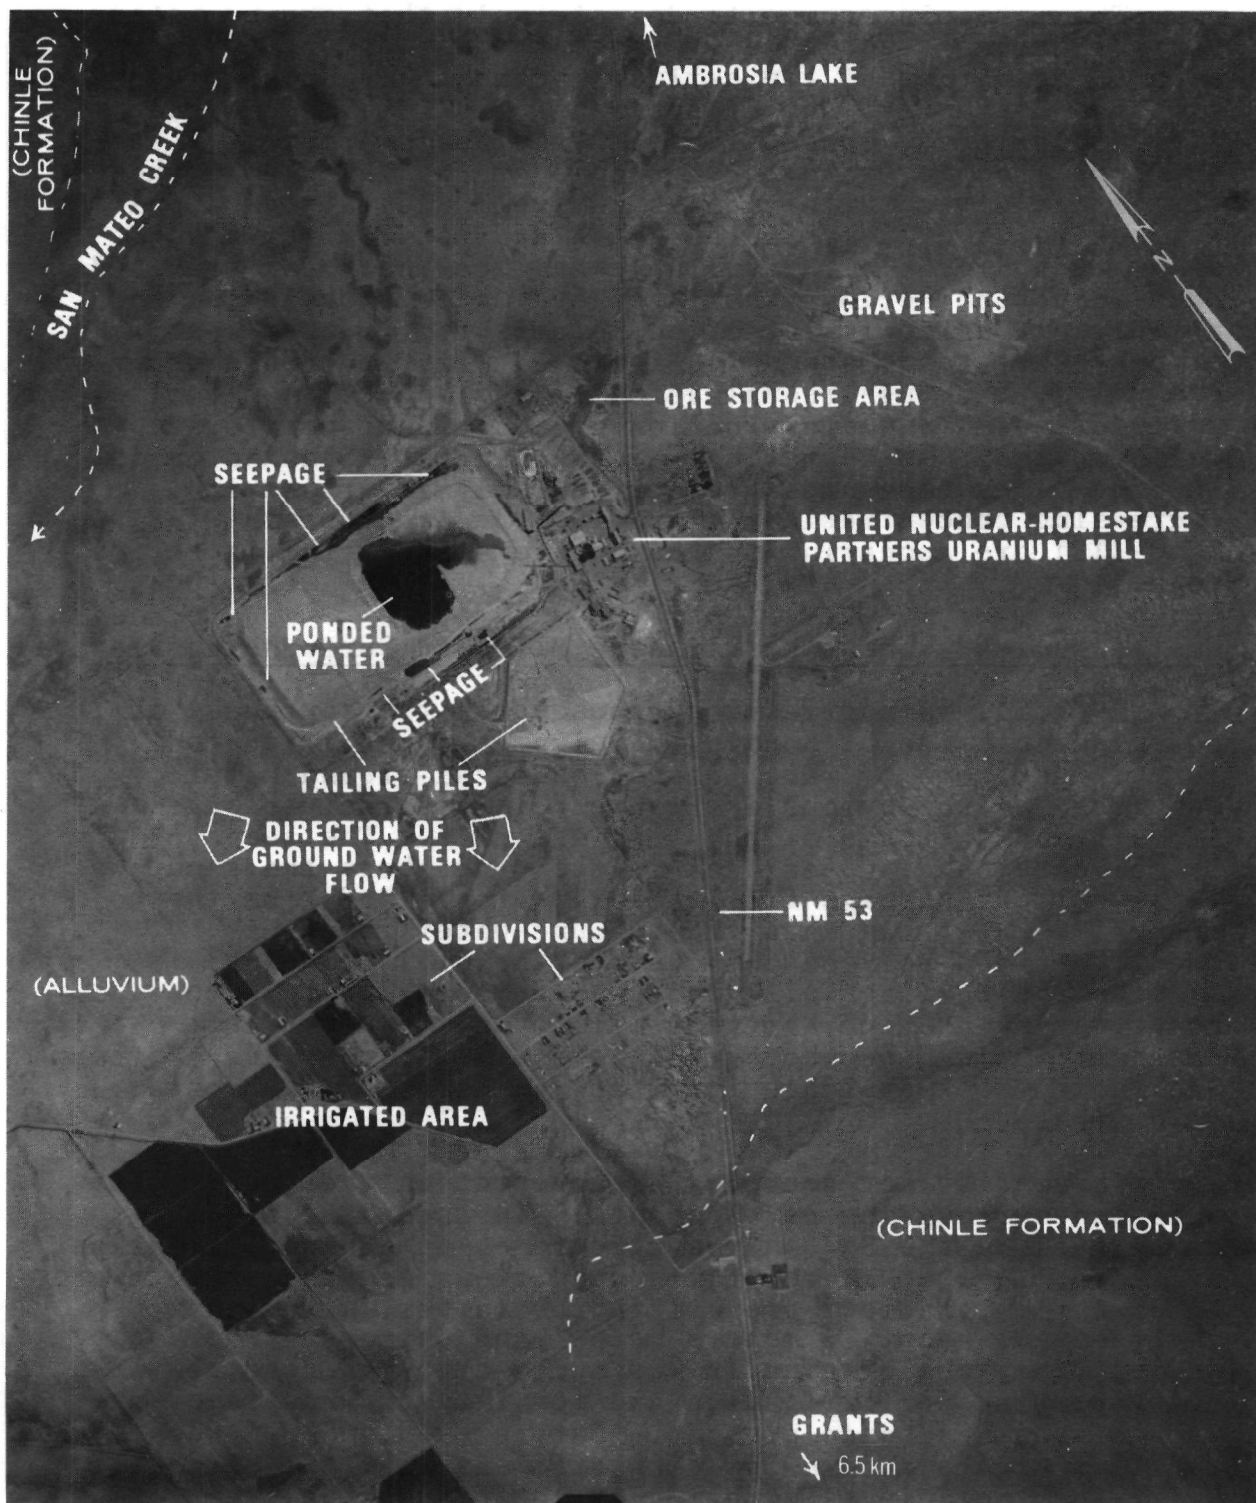 AMBROSIA LAKE
(CHINLE
FORMATION)
SAN MATEO CREEK
N
GRAVEL PITS
ORE STORAGE AREA
SEEPAGE
UNITED NUCLEAR-HOMESTAKE
PARTNERS URANIUM MILL
PONDED
WATER
SEEPAGE
TAILING PILES
DIRECTION OF
GROUND WATER
FLOW
NM 53
SUBDIVISIONS
(ALLUVIUM)
IRRIGATED AREA
(CHINLE FORMATION)
GRANTS
6.5 km